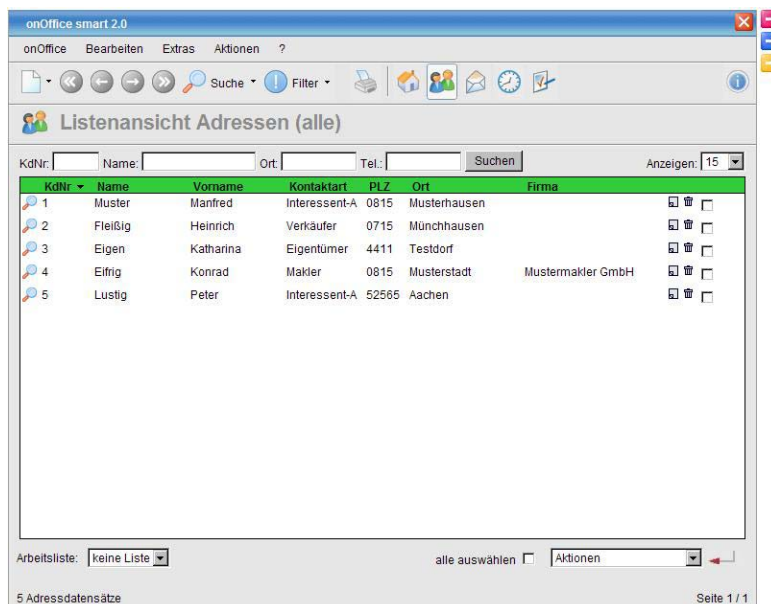 onOffice smart 2.0
onOffice Bearbeiten Extras Aktionen ?
Suche Filter
Listenansicht Adressen (alle)
KdNr: Name: Ort: Tel.: Suchen Anzeigen: 15
KdNr Name Vorname Kontaktart PLZ Ort Firma
1 Muster Manfred Interessent-A 0815 Musterhausen
2 Fleißig Heinrich Verkäufer 0715 Münchhausen
3 Eigen Katharina Eigentümer 4411 Testdorf
4 Eifrig Konrad Makler 0815 Musterstadt Mustermakler GmbH
5 Lustig Peter Interessent-A 52565 Aachen
Arbeitsliste: keine Liste alle auswählen Aktionen
5 Adressdatensätze Seite 1 / 1